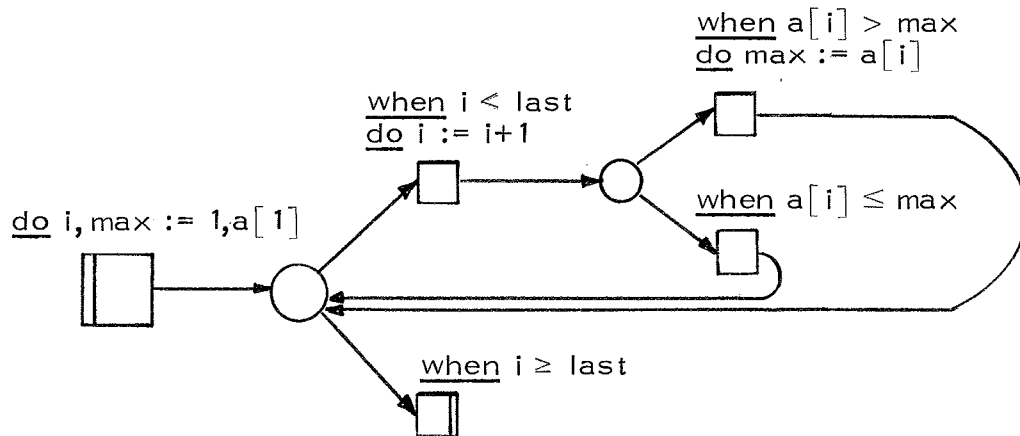 when a[i] > max
do max := a[i]
when i < last
do i := i+1
when a[i] ≤ max
do i,max := 1,a[1]
when i ≥ last